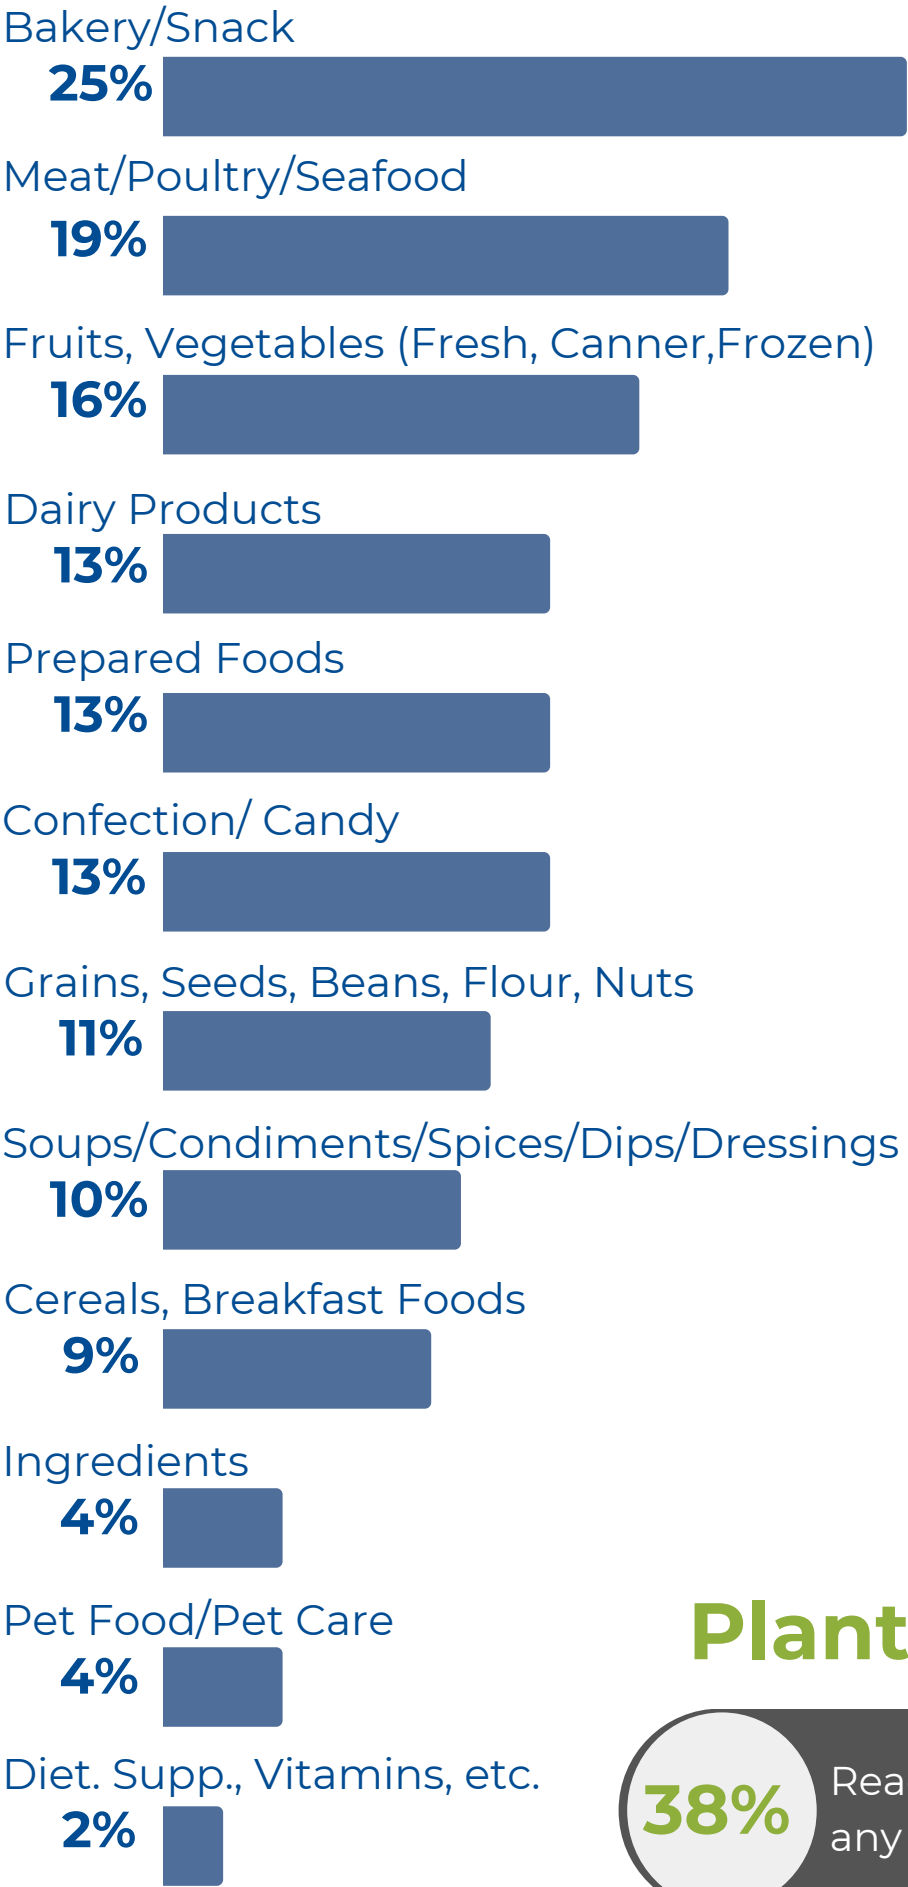 Bakery/Snack
25%
Meat/Poultry/Seafood
19%
Fruits, Vegetables (Fresh, Canner,Frozen)
16%
Dairy Products
13%
Prepared Foods
13%
Confection/ Candy
13%
Grains, Seeds, Beans, Flour, Nuts
11%
Soups/Condiments/Spices/Dips/Dressings
10%
Cereals, Breakfast Foods
9%
Ingredients
4%
Pet Food/Pet Care
4%
Diet. Supp., Vitamins, etc.
2%
Plant
38%
Rea
any